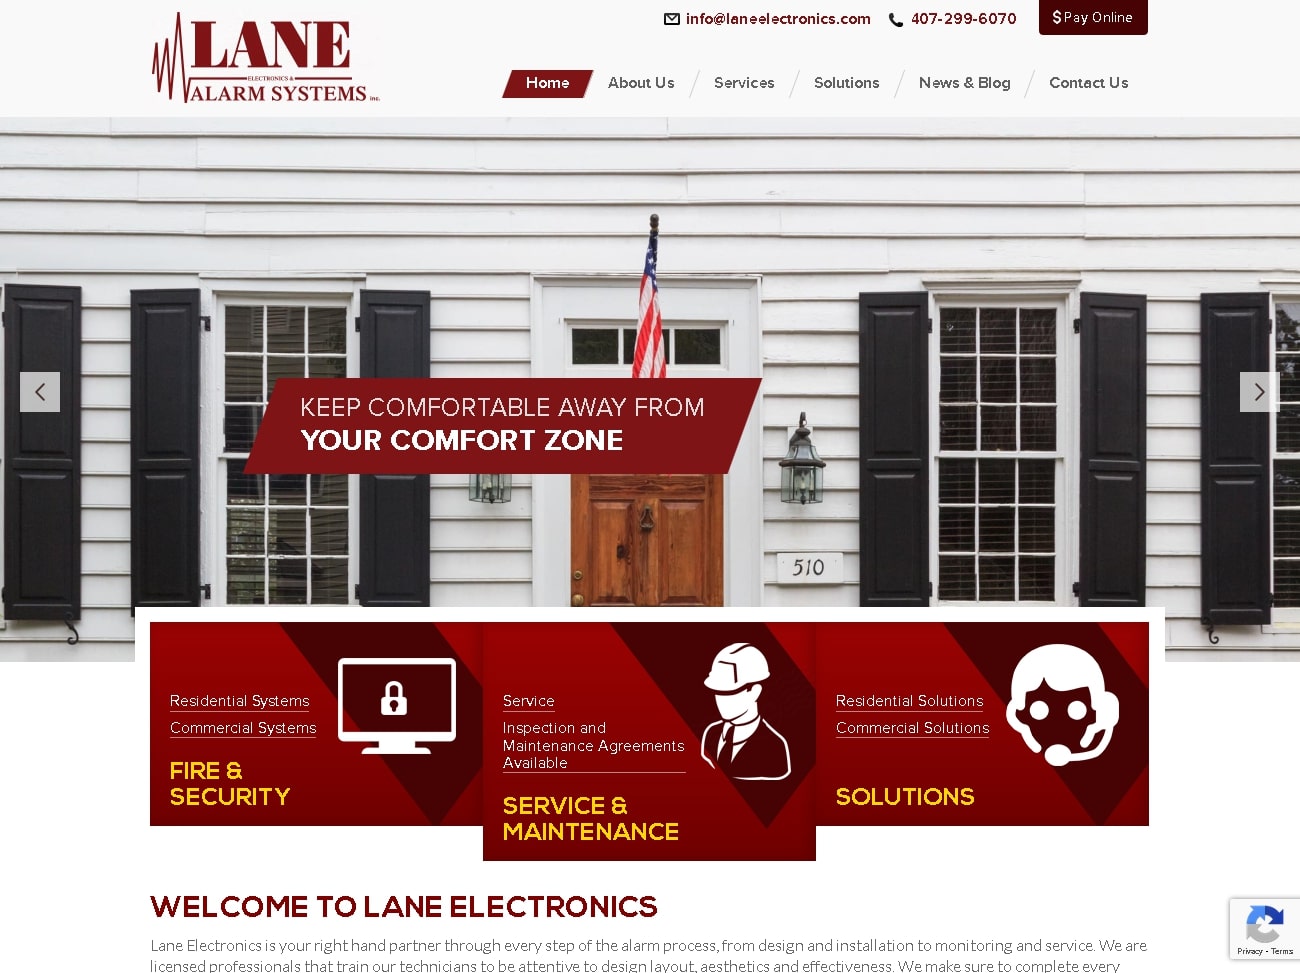 LANE
ELECTRONICS &
ALARM SYSTEMS INC.
info@laneelectronics.com
407-299-6070
$ Pay Online
Home
About Us
Services
Solutions
News & Blog
Contact Us
KEEP COMFORTABLE AWAY FROM
YOUR COMFORT ZONE
510
Residential Systems
Commercial Systems
FIRE &
SECURITY
Service
Inspection and
Maintenance Agreements
Available
SERVICE &
MAINTENANCE
Residential Solutions
Commercial Solutions
SOLUTIONS
WELCOME TO LANE ELECTRONICS
Lane Electronics is your right hand partner through every step of the alarm process, from design and installation to monitoring and service. We are
licensed professionals that train our technicians to be attentive to design layout, aesthetics and effectiveness. We make sure to complete every
Privacy - Terms